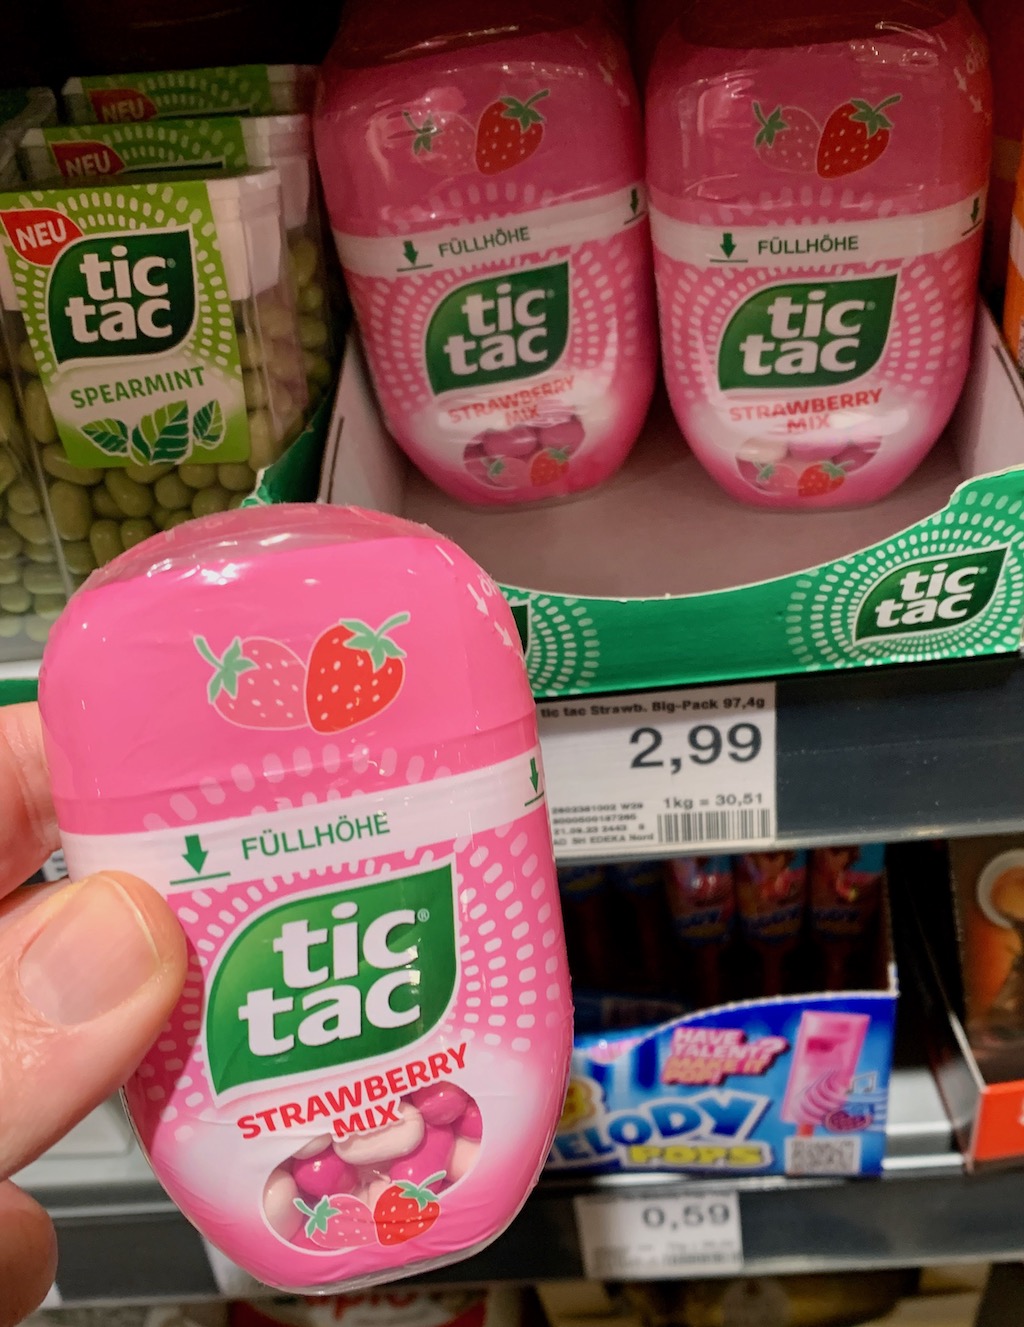 NEU
NEU
NEU
tic
tac
SPEARMINT
FÜLLHÖHE
tic
tac
STRAWBERRY
MIX
FÜLLHÖHE
tic
tac
STRAWBERRY
MIX
tic
tac
tic tac Strawb. Big-Pack 97,4g
2,99
1kg = 30,51
FÜLLHÖHE
tic
tac
STRAWBERRY
MIX
HAVE
TALENT?
MELODY
POPS
0,59